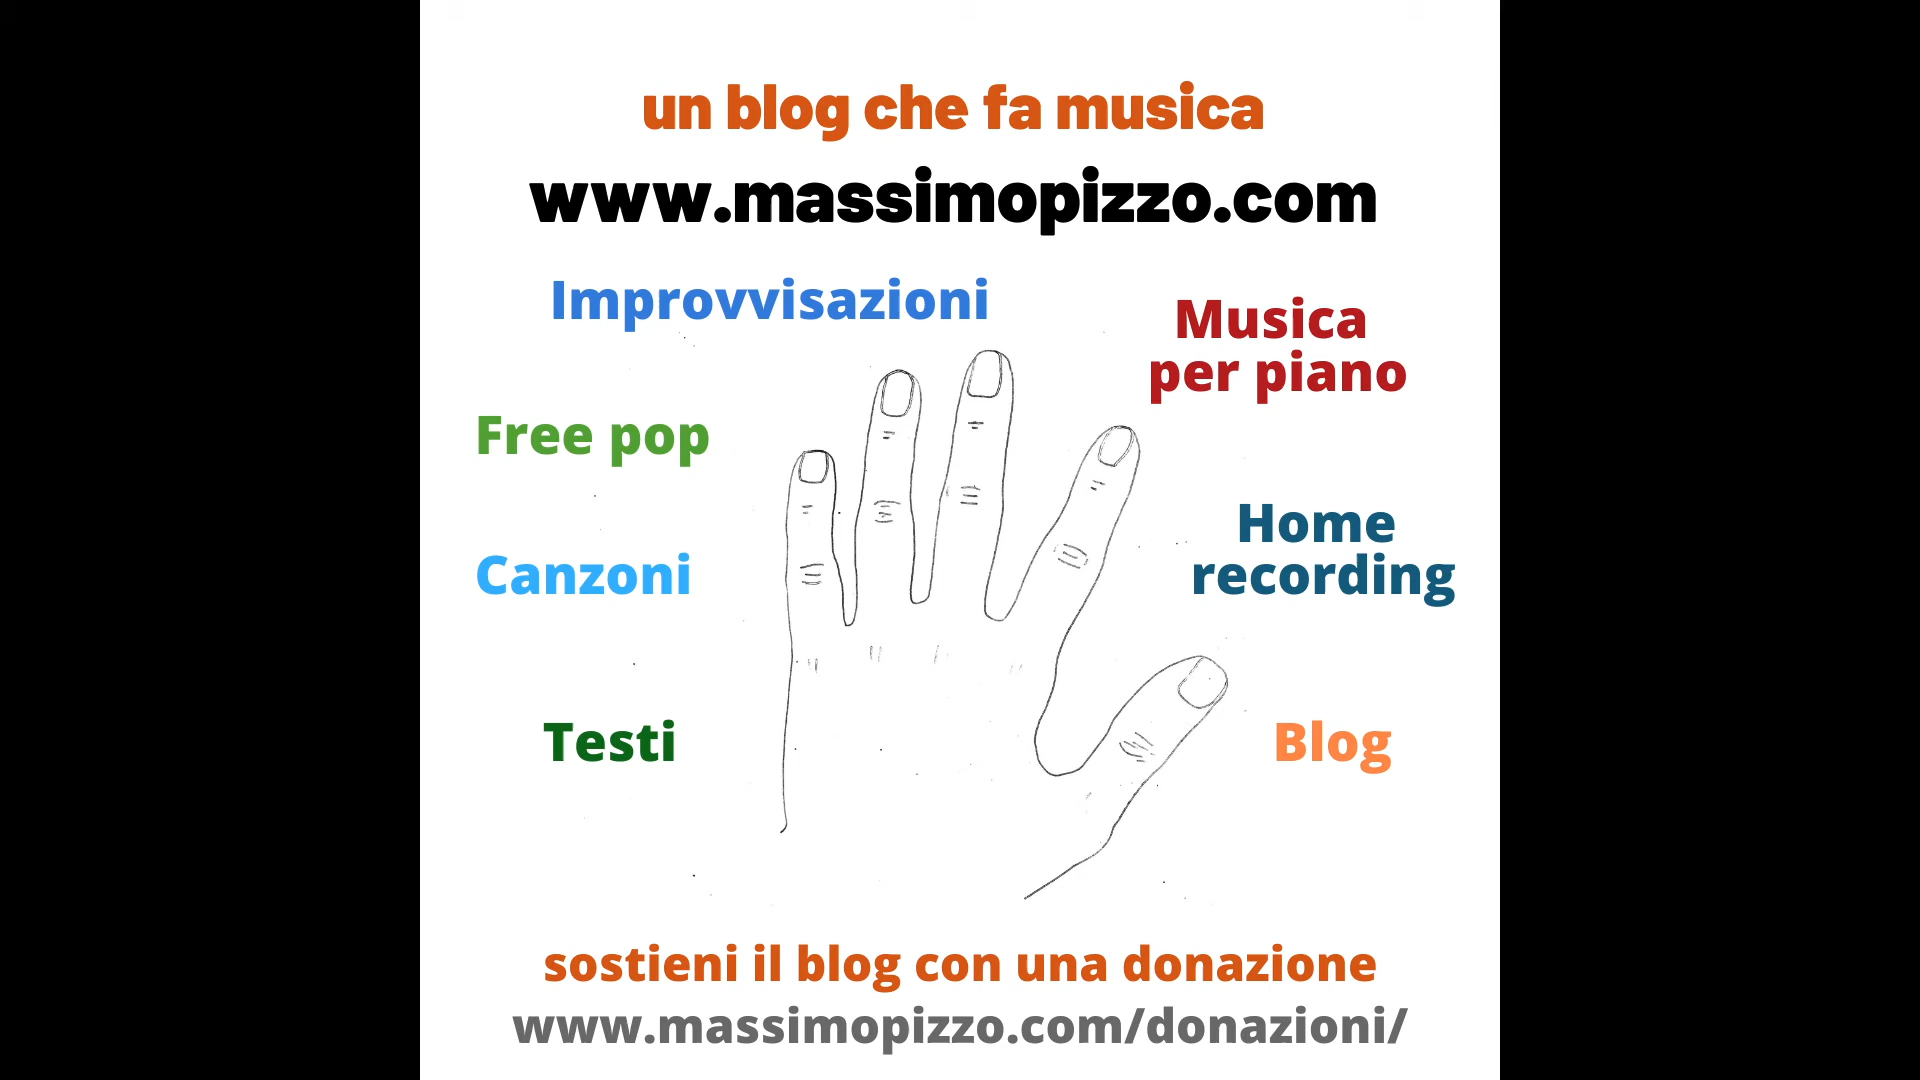 un blog che fa musica
www.massimopizzo.com
Improvvisazioni
Musica
per piano
Free pop
Home
recording
Canzoni
Testi
Blog
sostieni il blog con una donazione
www.massimopizzo.com/donazioni/